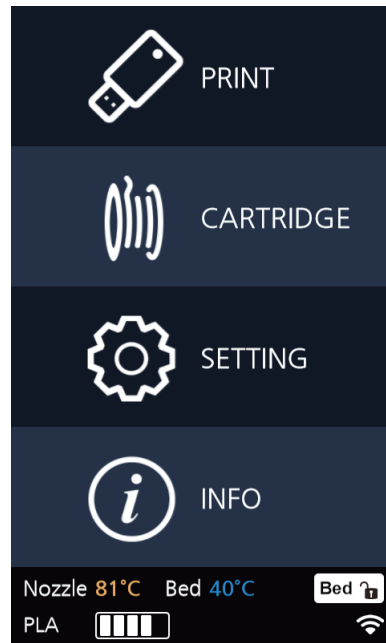 PRINT
CARTRIDGE
SETTING
INFO
Nozzle 81°C Bed 40°C Bed
PLA